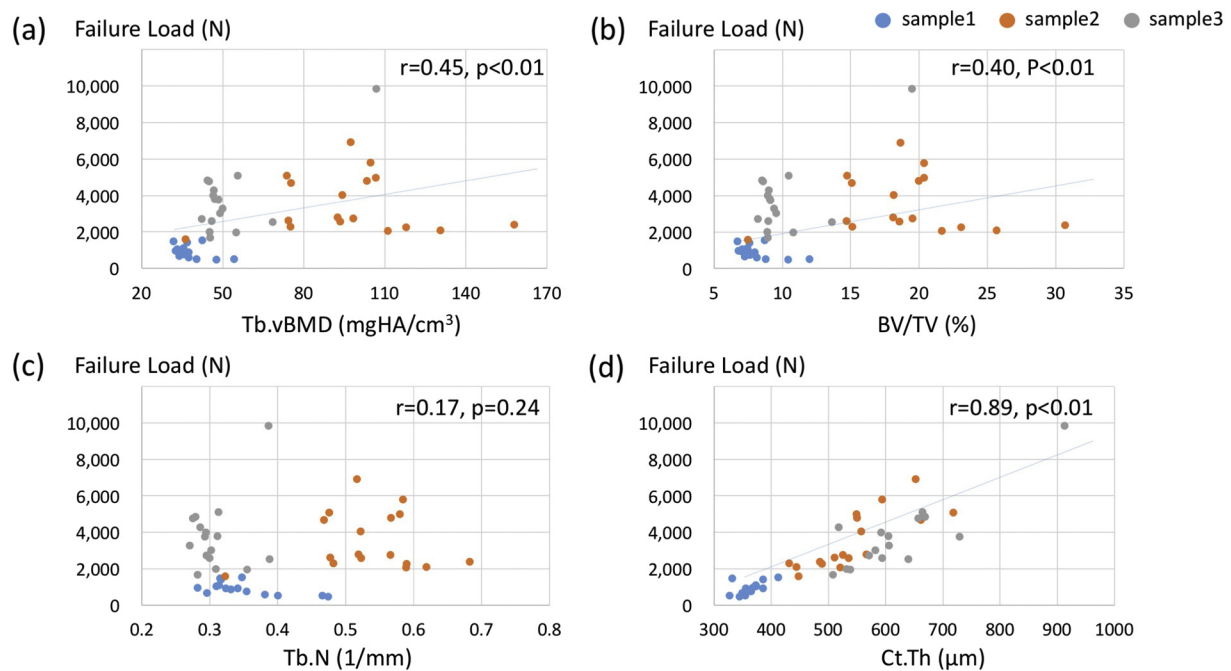 sample1 sample2 sample3
(a) Failure Load (N)
r=0.45, p<0.01
10,000
8,000
6,000
4,000
2,000
0
20 50 80 110 140 170
Tb.vBMD (mgHA/cm³)
(b) Failure Load (N)
r=0.40, P<0.01
10,000
8,000
6,000
4,000
2,000
0
5 10 15 20 25 30 35
BV/TV (%)
(c) Failure Load (N)
r=0.17, p=0.24
10,000
8,000
6,000
4,000
2,000
0
0.2 0.3 0.4 0.5 0.6 0.7 0.8
Tb.N (1/mm)
(d) Failure Load (N)
r=0.89, p<0.01
10,000
8,000
6,000
4,000
2,000
0
300 400 500 600 700 800 900 1000
Ct.Th (μm)